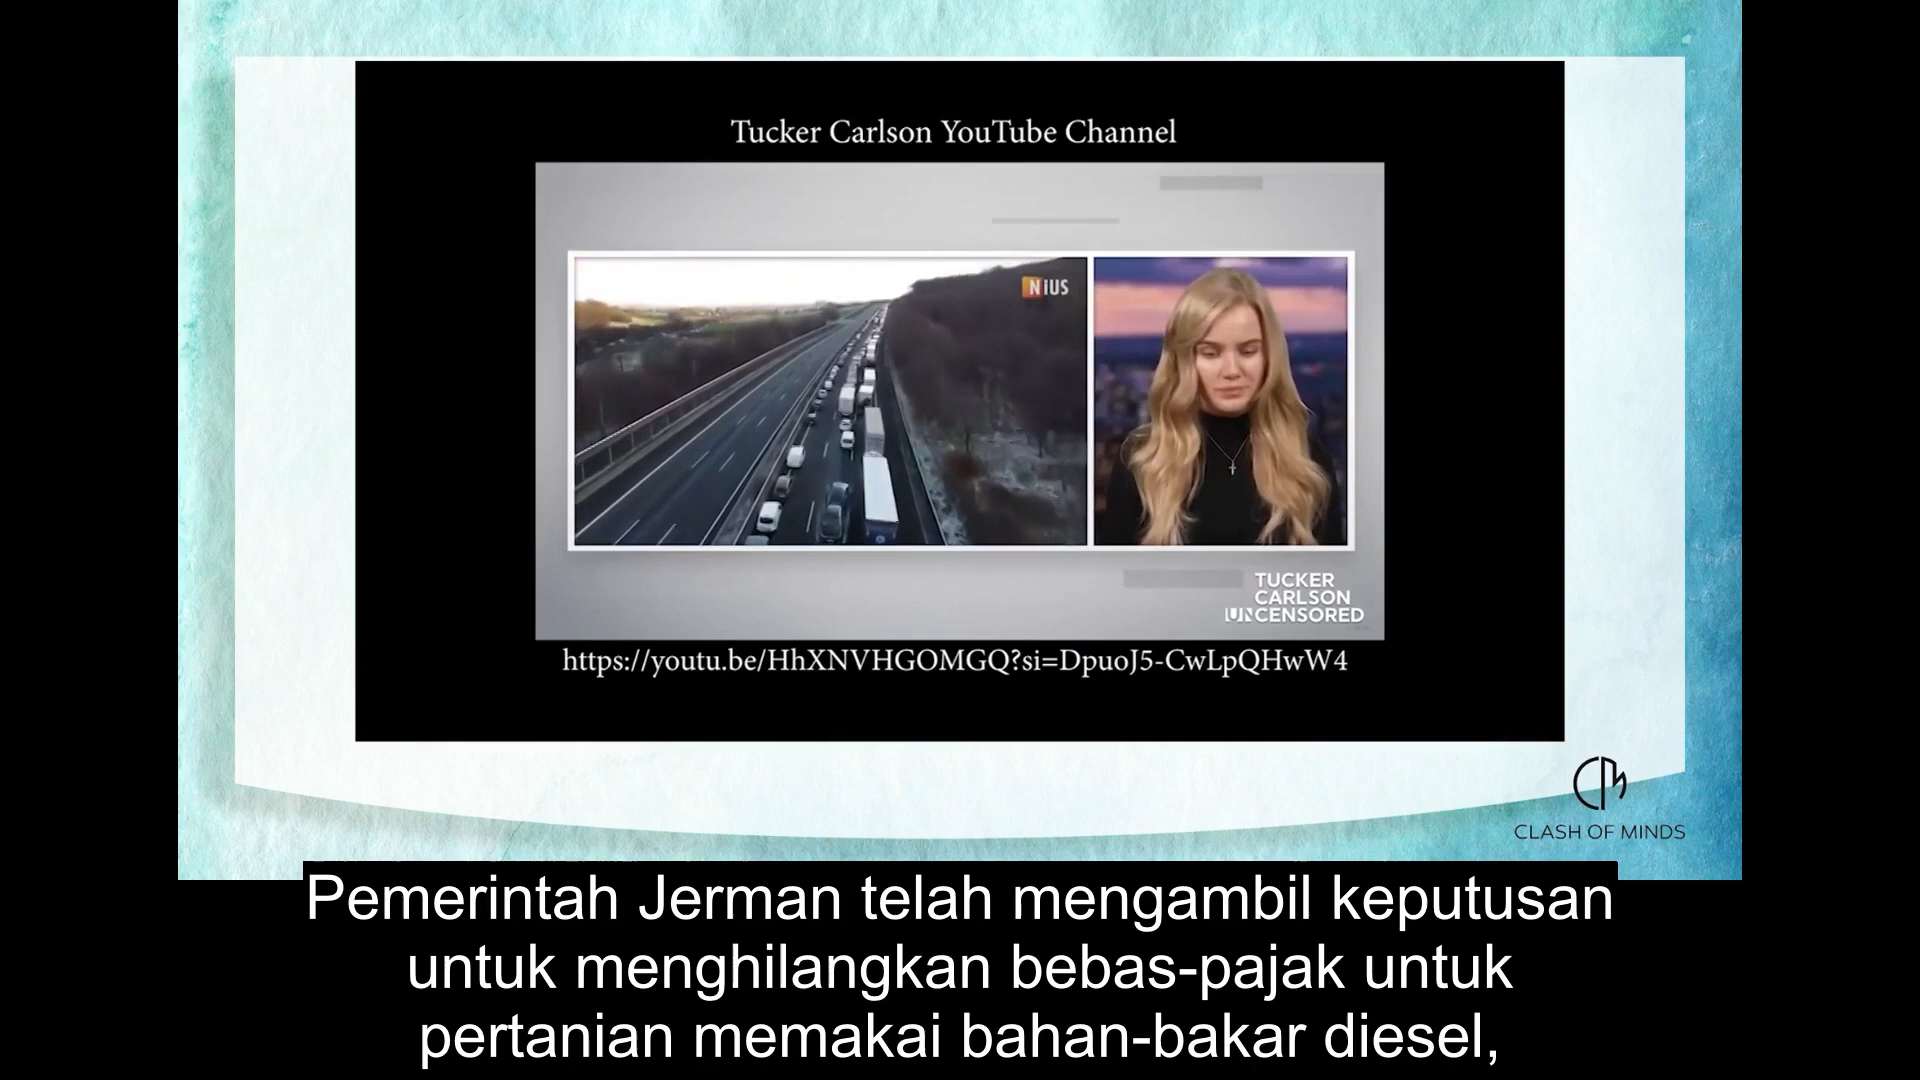 Tucker Carlson YouTube Channel
NiUS
TUCKER
CARLSON
UNCENSORED
https://youtu.be/HhXNVHGOMGQ?si=DpuoJ5-CwLpQHwW4
CLASH OF MINDS
Pemerintah Jerman telah mengambil keputusan
untuk menghilangkan bebas-pajak untuk
pertanian memakai bahan-bakar diesel,